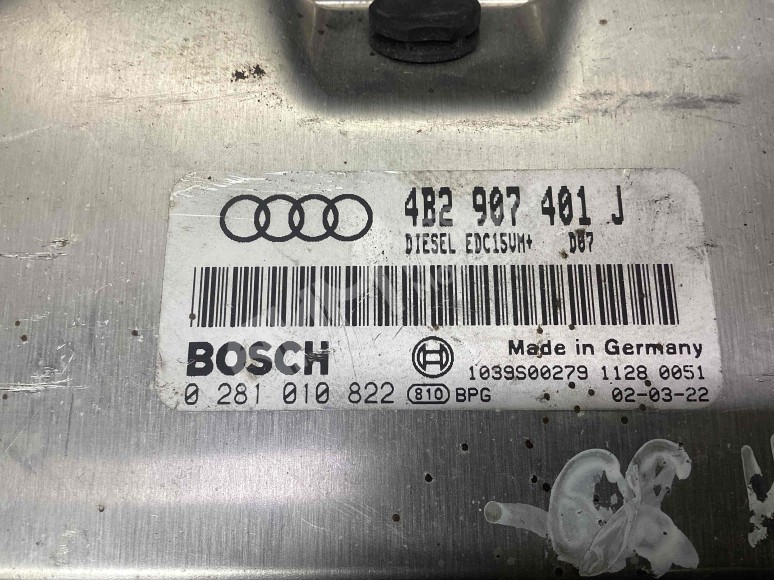 4B2 907 401 J
DIESEL EDC15VM+ D07
BOSCH
Made in Germany
1039S00279 1128 0051
0 281 010 822 810 BPG 02-03-22